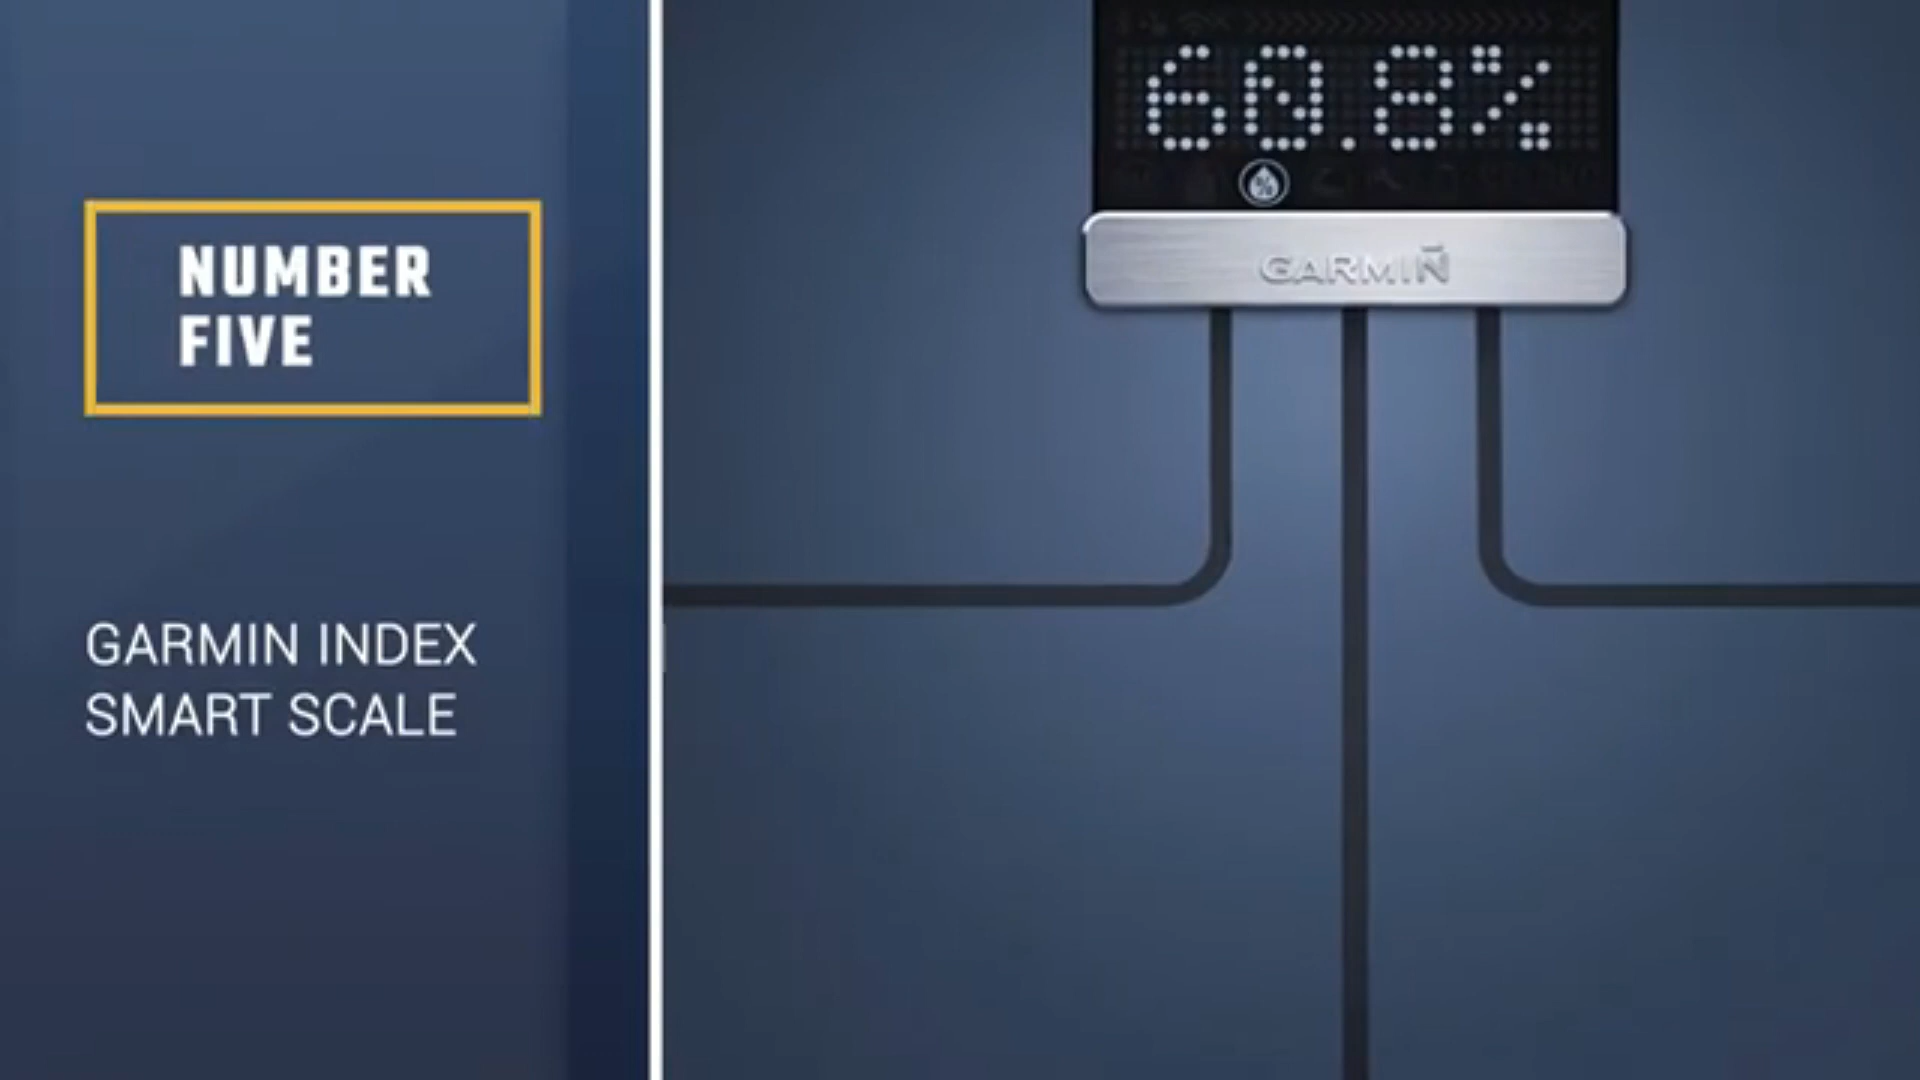 NUMBER
FIVE
GARMIN INDEX
SMART SCALE
60.8%
GARMIN